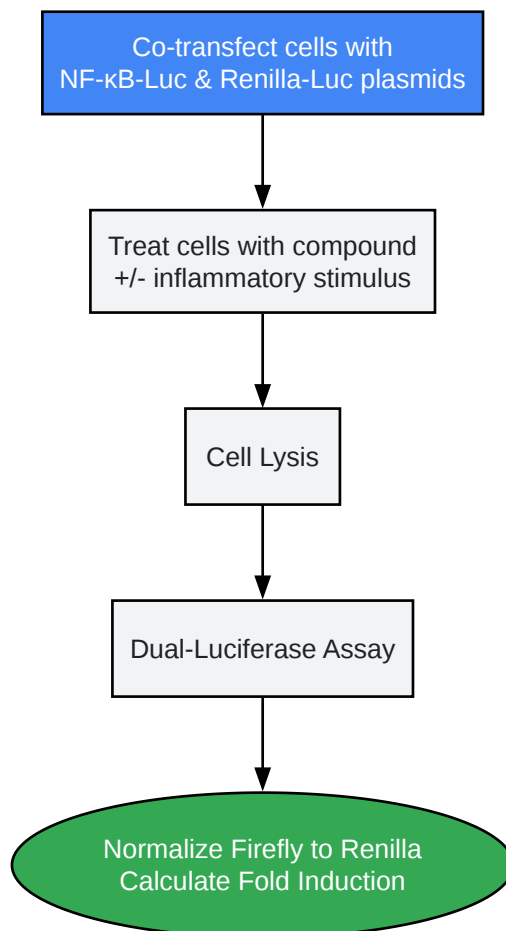 Co-transfect cells with
NF-κB-Luc & Renilla-Luc plasmids
Treat cells with compound
+/- inflammatory stimulus
Cell Lysis
Dual-Luciferase Assay
Normalize Firefly to Renilla
Calculate Fold Induction